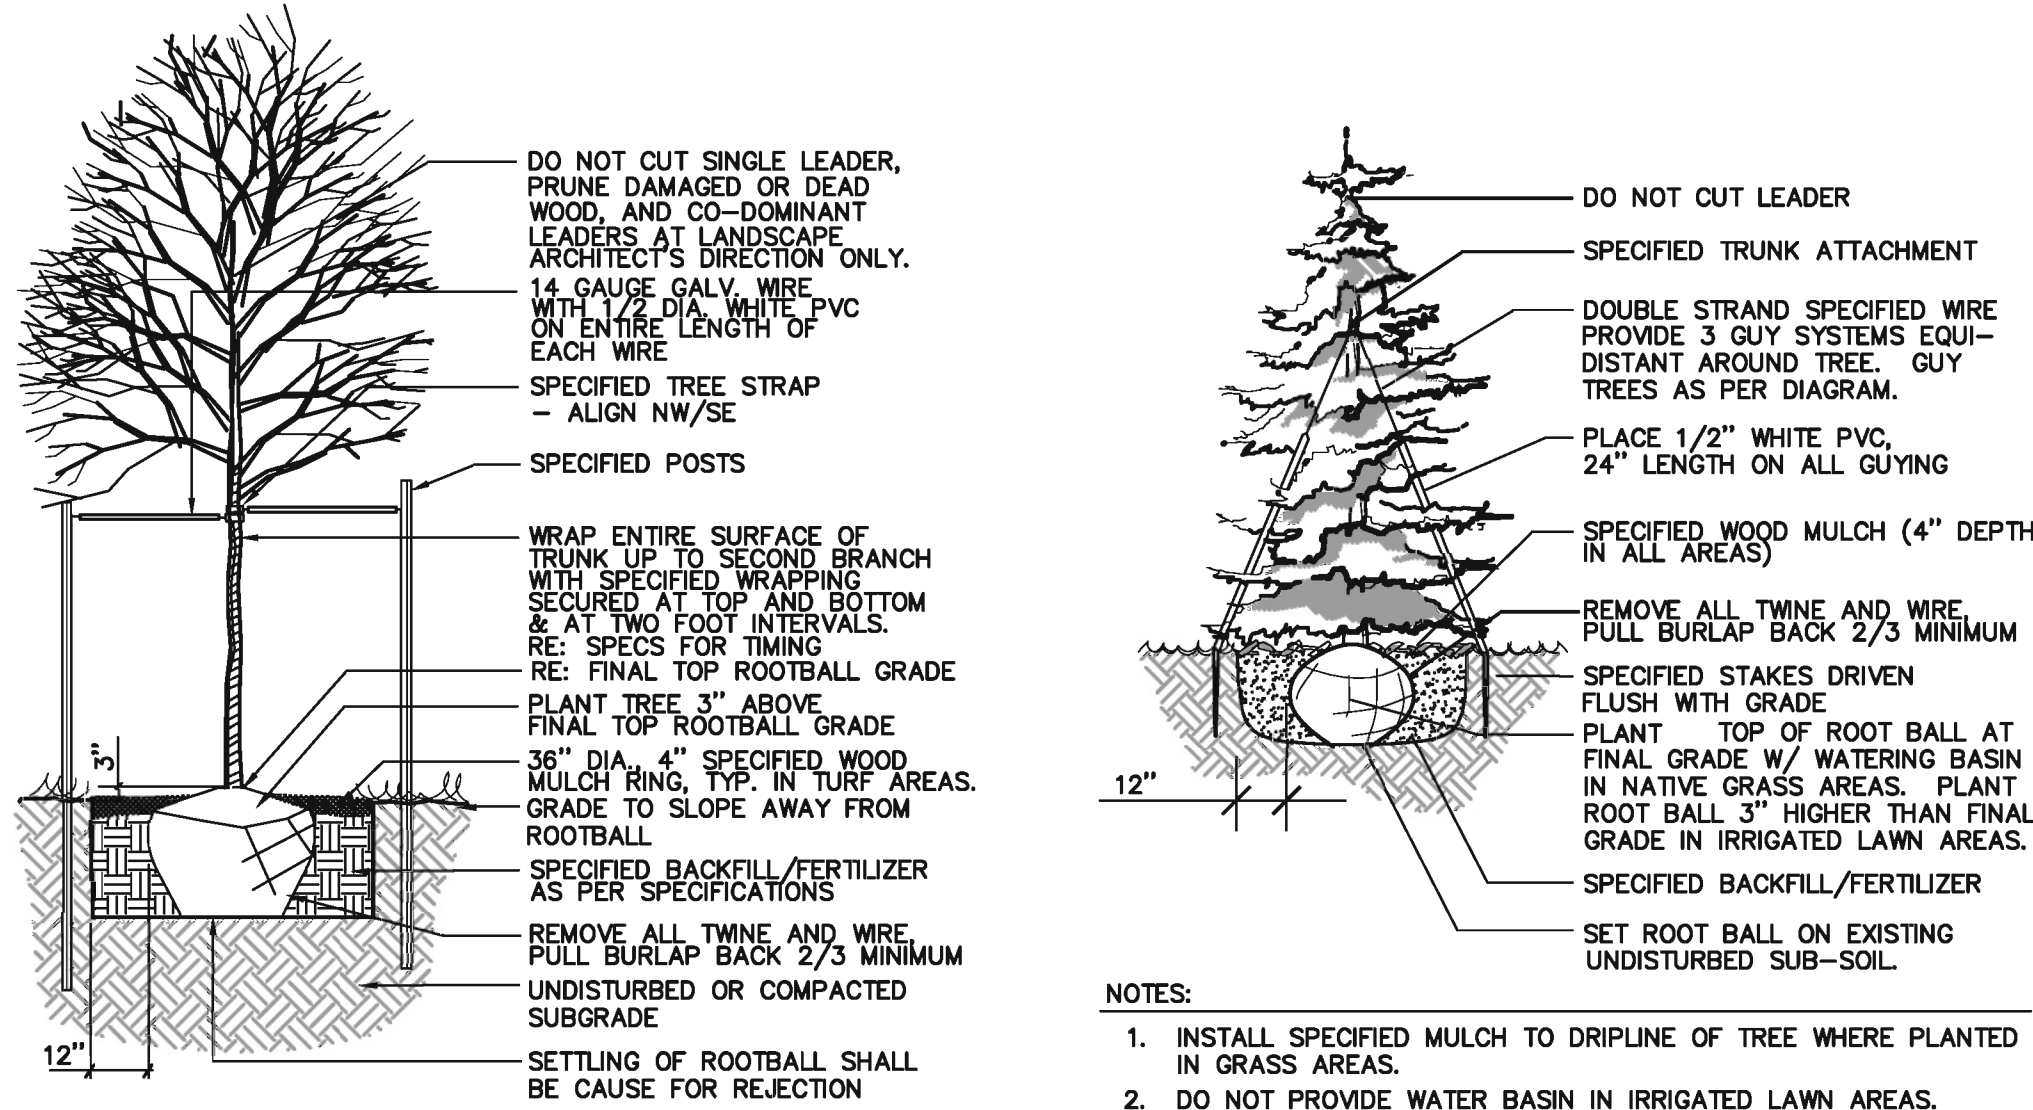 DO NOT CUT SINGLE LEADER,
PRUNE DAMAGED OR DEAD
WOOD, AND CO-DOMINANT
LEADERS AT LANDSCAPE
ARCHITECT'S DIRECTION ONLY.
14 GAUGE GALV. WIRE
WITH 1/2 DIA. WHITE PVC
ON ENTIRE LENGTH OF
EACH WIRE
SPECIFIED TREE STRAP
- ALIGN NW/SE
SPECIFIED POSTS
WRAP ENTIRE SURFACE OF
TRUNK UP TO SECOND BRANCH
WITH SPECIFIED WRAPPING
SECURED AT TOP AND BOTTOM
& AT TWO FOOT INTERVALS.
RE: SPECS FOR TIMING
RE: FINAL TOP ROOTBALL GRADE
PLANT TREE 3" ABOVE
FINAL TOP ROOTBALL GRADE
3"
36" DIA., 4" SPECIFIED WOOD
MULCH RING, TYP. IN TURF AREAS.
GRADE TO SLOPE AWAY FROM
ROOTBALL
SPECIFIED BACKFILL/FERTILIZER
AS PER SPECIFICATIONS
REMOVE ALL TWINE AND WIRE,
PULL BURLAP BACK 2/3 MINIMUM
UNDISTURBED OR COMPACTED
SUBGRADE
12"
SETTLING OF ROOTBALL SHALL
BE CAUSE FOR REJECTION
DO NOT CUT LEADER
SPECIFIED TRUNK ATTACHMENT
DOUBLE STRAND SPECIFIED WIRE
PROVIDE 3 GUY SYSTEMS EQUI-
DISTANT AROUND TREE. GUY
TREES AS PER DIAGRAM.
PLACE 1/2" WHITE PVC,
24" LENGTH ON ALL GUYING
SPECIFIED WOOD MULCH (4" DEPTH
IN ALL AREAS)
REMOVE ALL TWINE AND WIRE,
PULL BURLAP BACK 2/3 MINIMUM
SPECIFIED STAKES DRIVEN
FLUSH WITH GRADE
PLANT TOP OF ROOT BALL AT
FINAL GRADE W/ WATERING BASIN
IN NATIVE GRASS AREAS. PLANT
ROOT BALL 3" HIGHER THAN FINAL
GRADE IN IRRIGATED LAWN AREAS.
12"
SPECIFIED BACKFILL/FERTILIZER
SET ROOT BALL ON EXISTING
UNDISTURBED SUB-SOIL.
NOTES:
1. INSTALL SPECIFIED MULCH TO DRIPLINE OF TREE WHERE PLANTED
IN GRASS AREAS.
2. DO NOT PROVIDE WATER BASIN IN IRRIGATED LAWN AREAS.